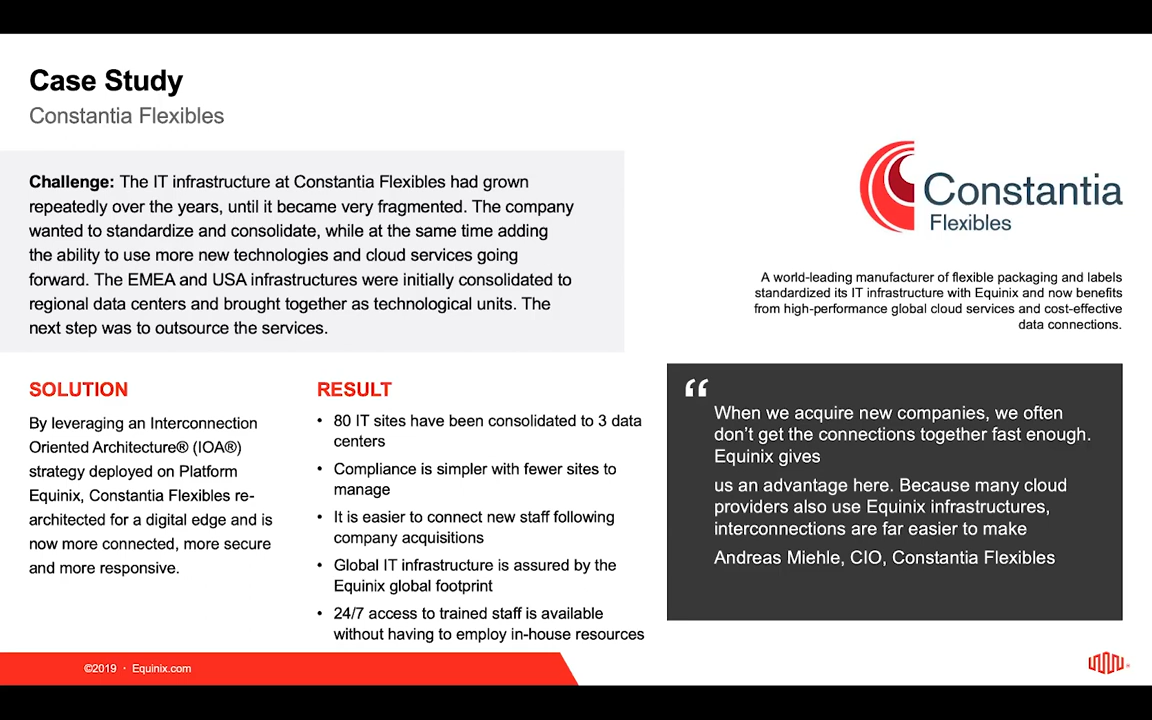 Case Study
Constantia Flexibles
Challenge: The IT infrastructure at Constantia Flexibles had grown
repeatedly over the years, until it became very fragmented. The company
wanted to standardize and consolidate, while at the same time adding
the ability to use more new technologies and cloud services going
forward. The EMEA and USA infrastructures were initially consolidated to
regional data centers and brought together as technological units. The
next step was to outsource the services.
Constantia
Flexibles
A world-leading manufacturer of flexible packaging and labels
standardized its IT infrastructure with Equinix and now benefits
from high-performance global cloud services and cost-effective
data connections.
SOLUTION
By leveraging an Interconnection
Oriented Architecture® (IOA®)
strategy deployed on Platform
Equinix, Constantia Flexibles re-
architected for a digital edge and is
now more connected, more secure
and more responsive.
RESULT
• 80 IT sites have been consolidated to 3 data
centers
• Compliance is simpler with fewer sites to
manage
• It is easier to connect new staff following
company acquisitions
• Global IT infrastructure is assured by the
Equinix global footprint
• 24/7 access to trained staff is available
without having to employ in-house resources
“
When we acquire new companies, we often
don’t get the connections together fast enough.
Equinix gives
us an advantage here. Because many cloud
providers also use Equinix infrastructures,
interconnections are far easier to make
Andreas Miehle, CIO, Constantia Flexibles
©2019 · Equinix.com